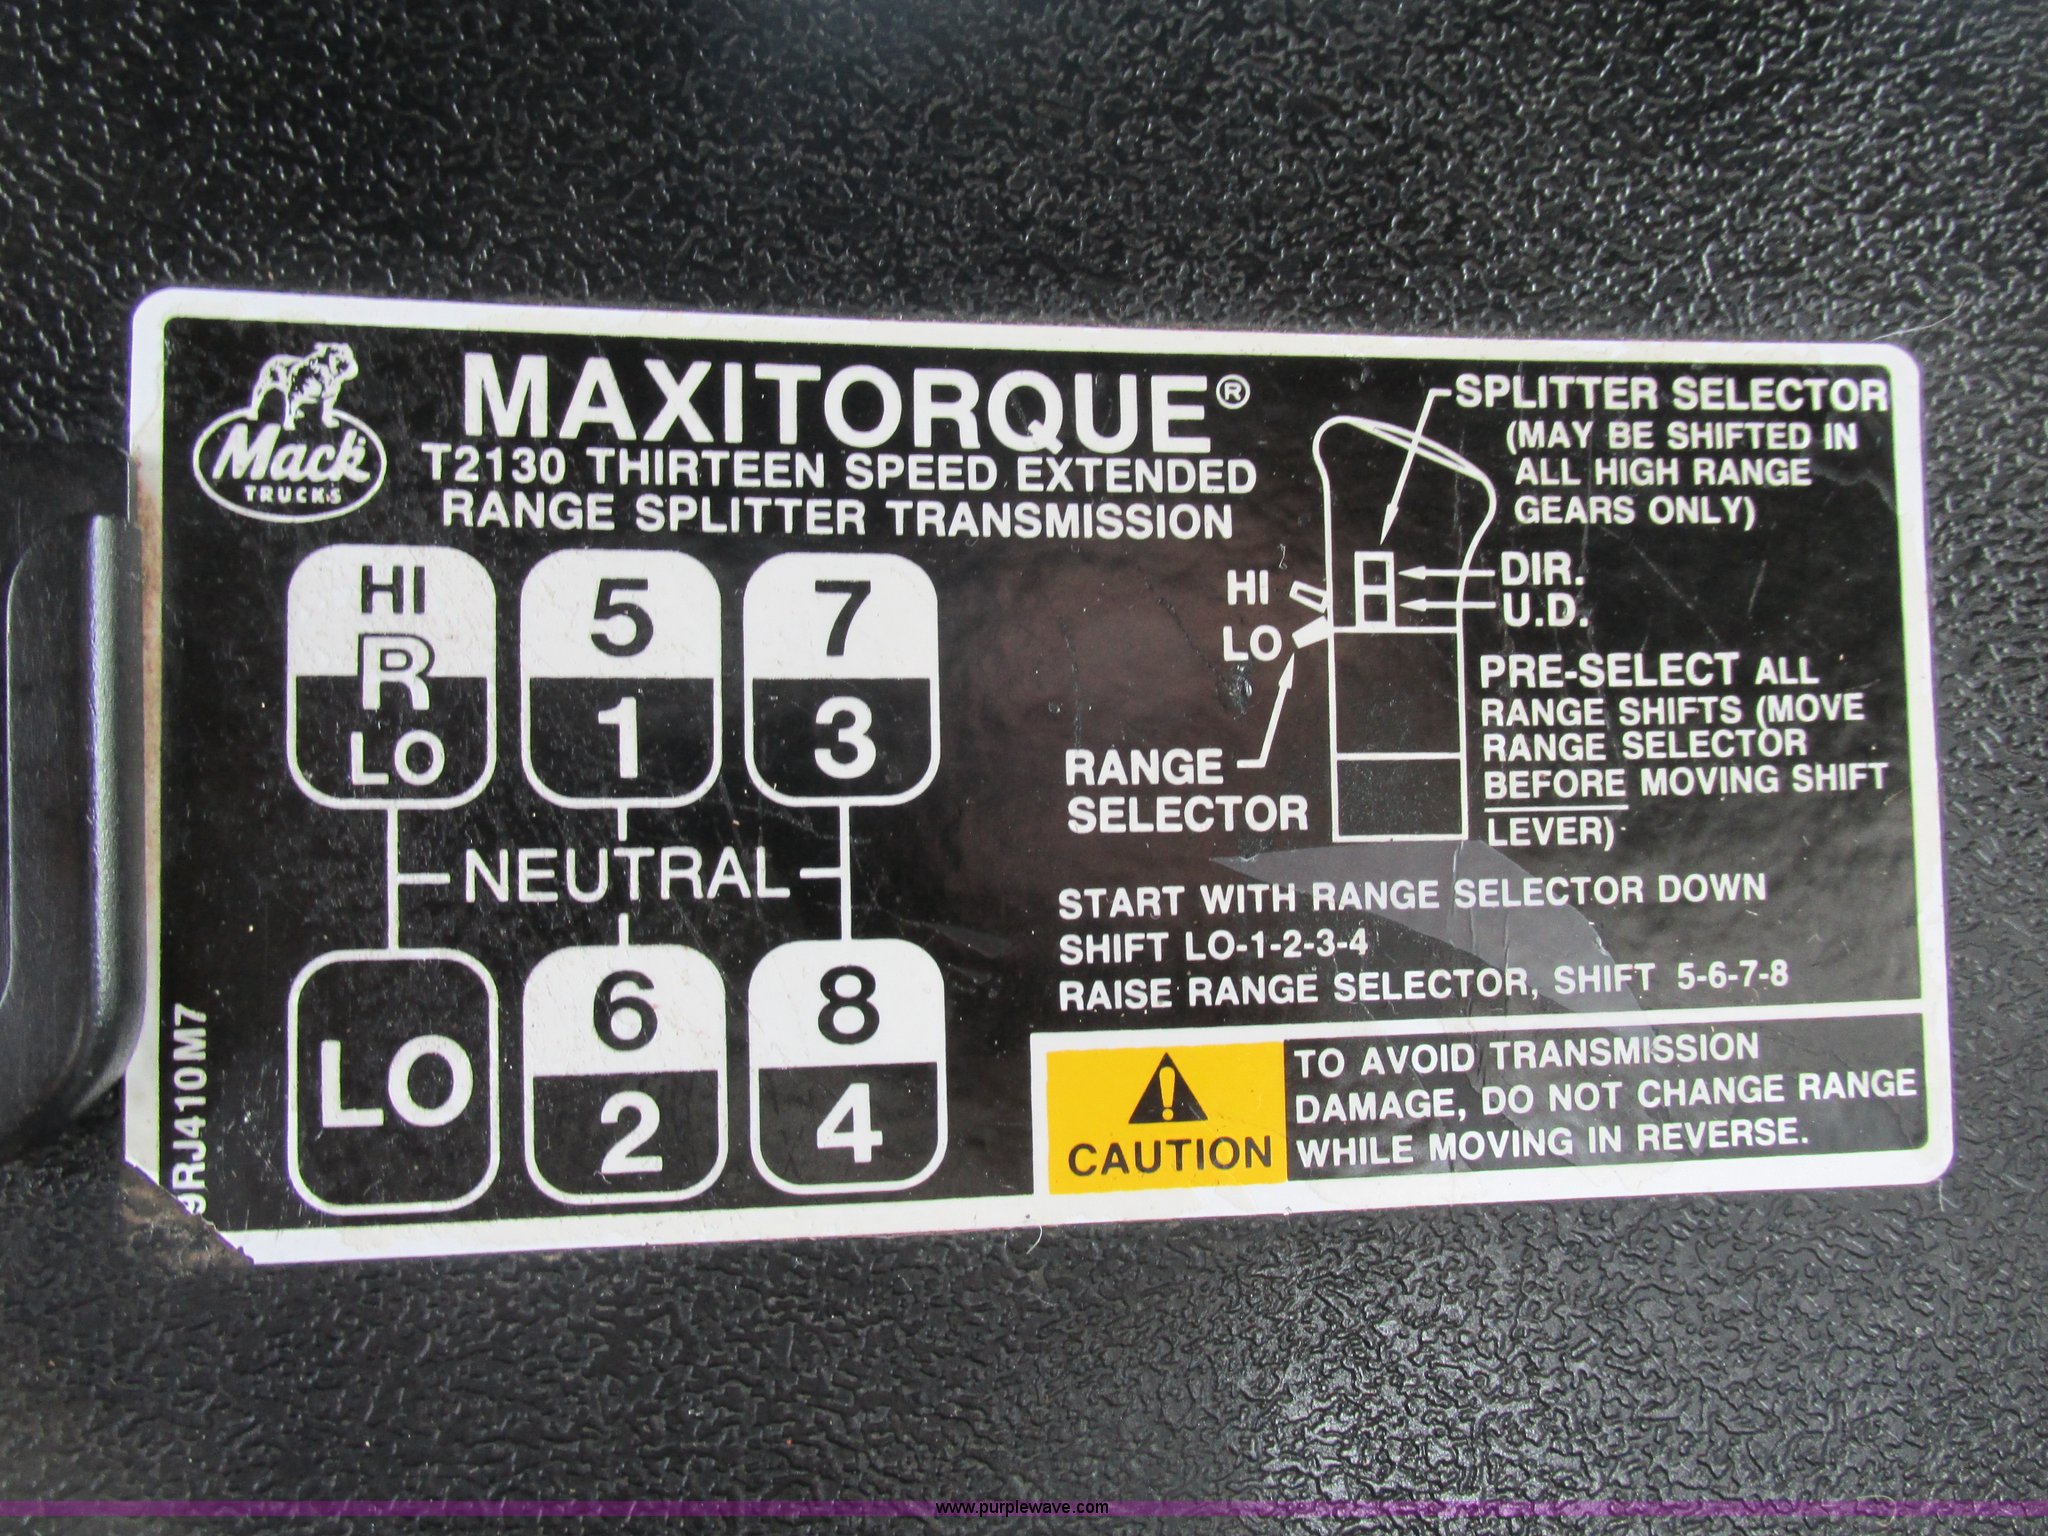 Mack
TRUCKS
MAXITORQUE®
T2130 THIRTEEN SPEED EXTENDED
RANGE SPLITTER TRANSMISSION
HI
R
LO
5
1
7
3
NEUTRAL
LO
6
2
8
4
9RJ410M7
SPLITTER SELECTOR
(MAY BE SHIFTED IN
ALL HIGH RANGE
GEARS ONLY)
HI
LO
DIR.
U.D.
RANGE
SELECTOR
PRE-SELECT ALL
RANGE SHIFTS (MOVE
RANGE SELECTOR
BEFORE MOVING SHIFT
LEVER)
START WITH RANGE SELECTOR DOWN
SHIFT LO-1-2-3-4
RAISE RANGE SELECTOR, SHIFT 5-6-7-8
CAUTION
TO AVOID TRANSMISSION
DAMAGE, DO NOT CHANGE RANGE
WHILE MOVING IN REVERSE.
www.purplewave.com